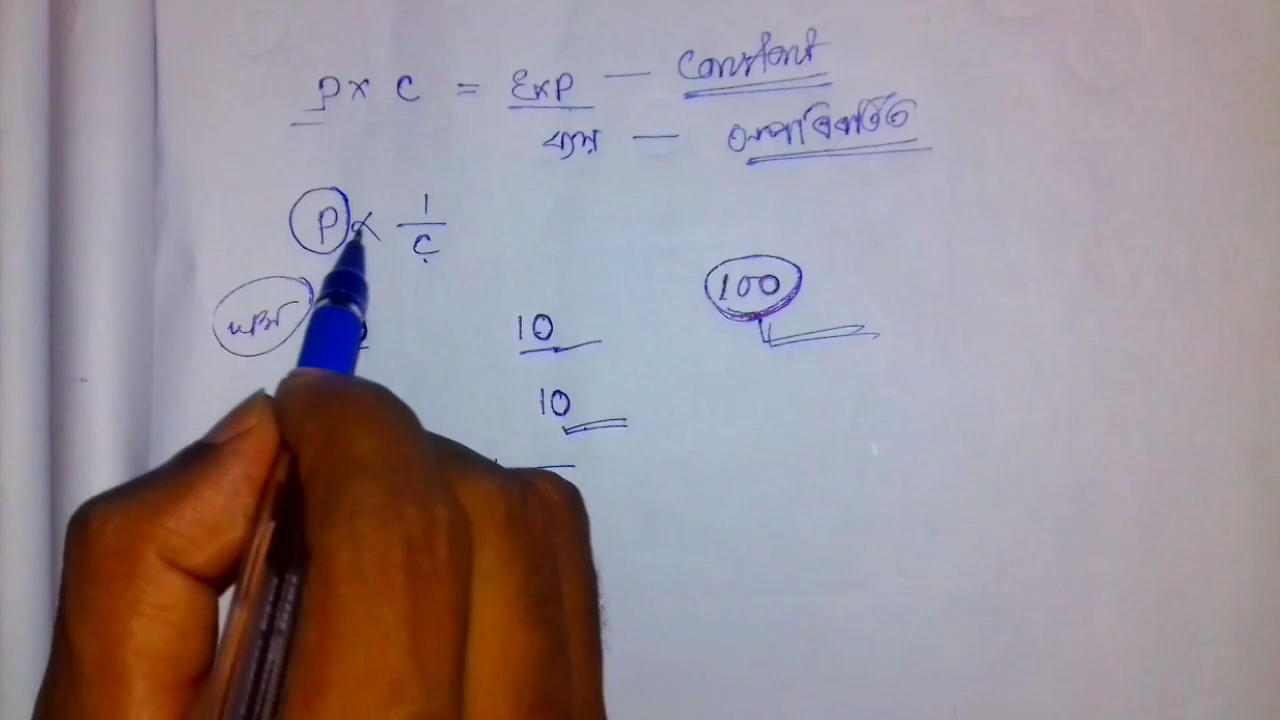 P × C = Exp — Constant
ব্যয় — অপরিবর্তিত
P ∝ 1/C
100
10
10